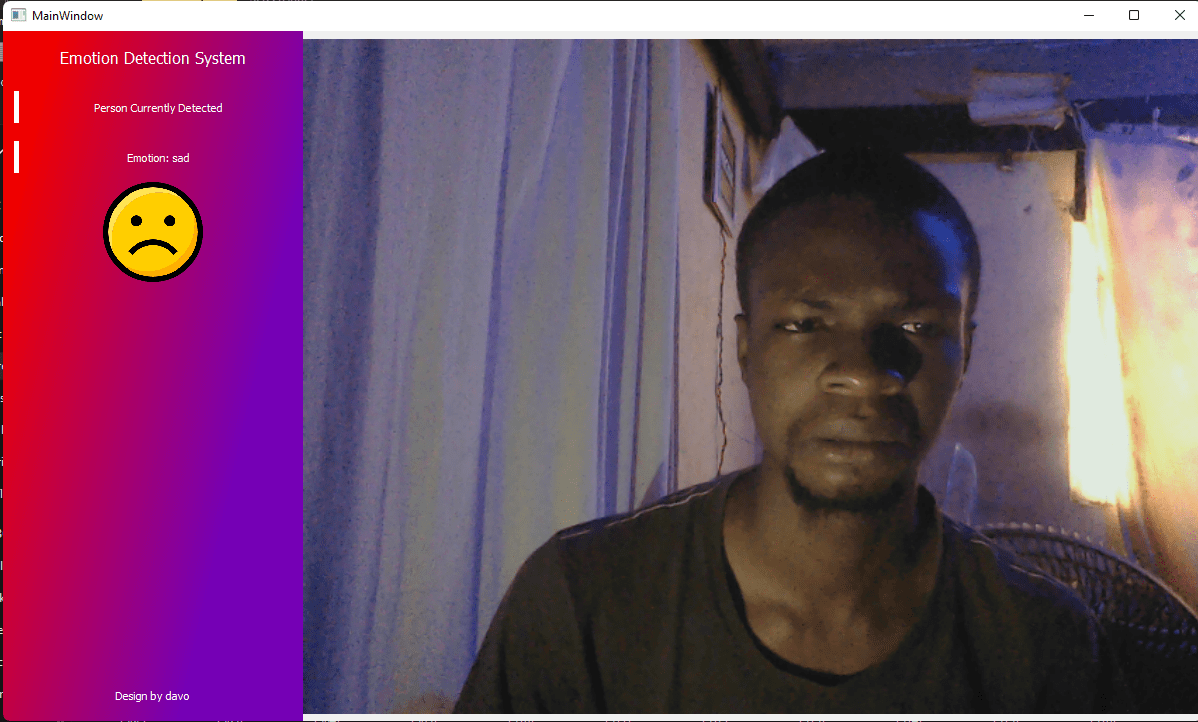 MainWindow
Emotion Detection System
Person Currently Detected
Emotion: sad
Design by davo